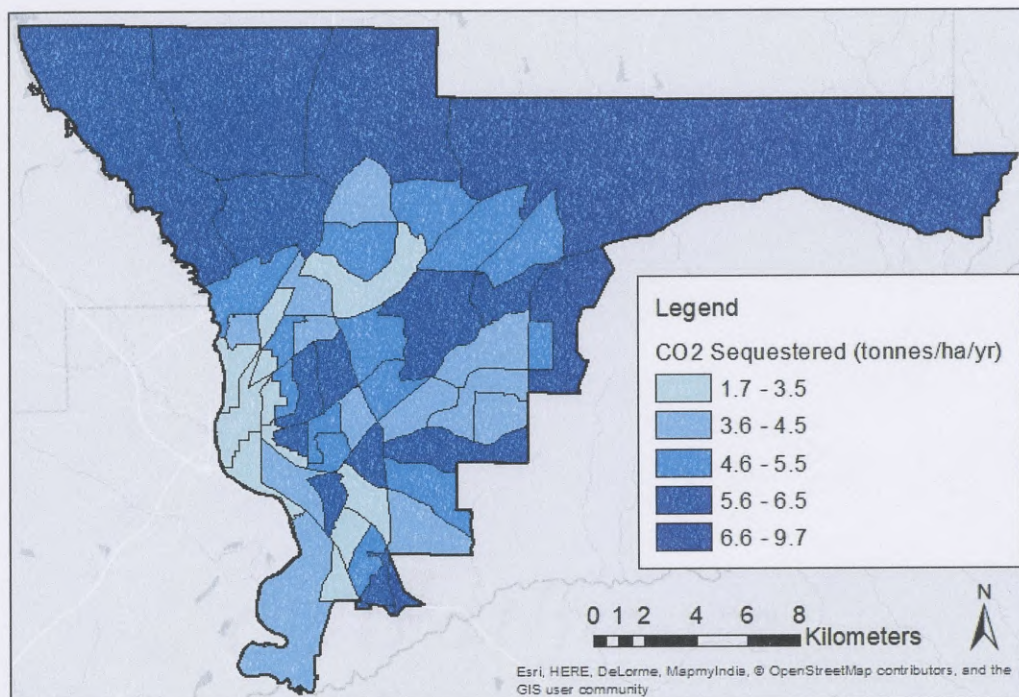 Legend
CO2 Sequestered (tonnes/ha/yr)
1.7 - 3.5
3.6 - 4.5
4.6 - 5.5
5.6 - 6.5
6.6 - 9.7
N
0 1 2 4 6 8
Kilometers
Esri, HERE, DeLorme, MapmyIndia, © OpenStreetMap contributors, and the
GIS user community